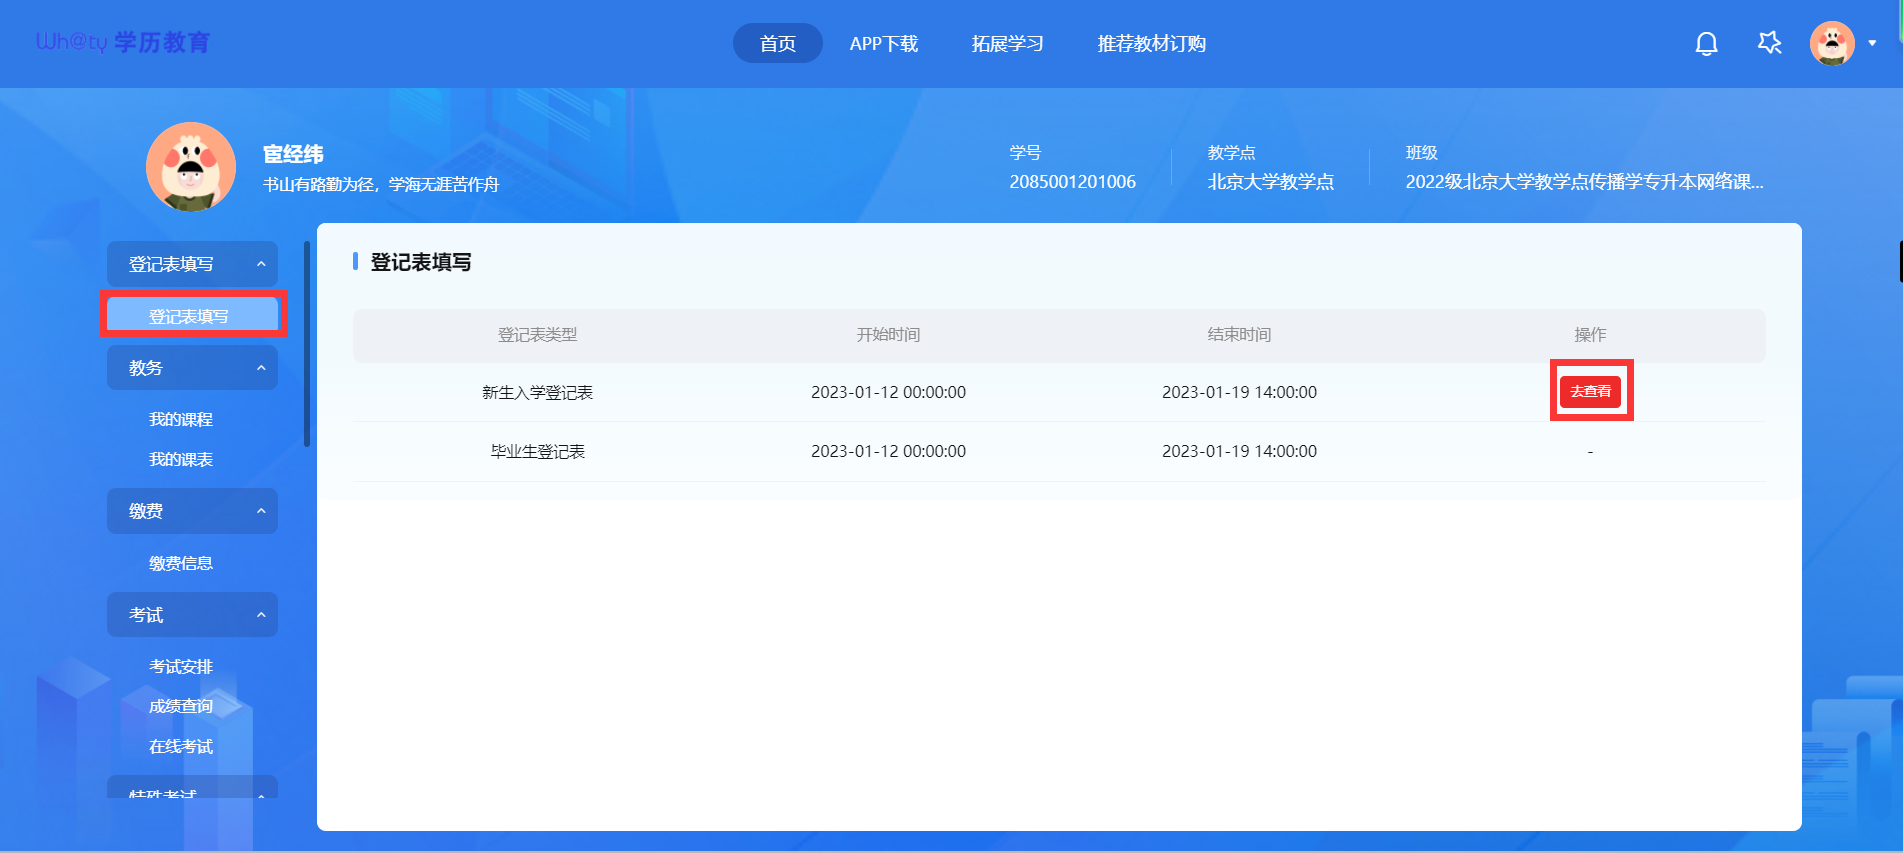 Wh@ty 学历教育
首页
APP下载
拓展学习
推荐教材订购
宦经纬
书山有路勤为径，学海无涯苦作舟
学号
2085001201006
教学点
北京大学教学点
班级
2022级北京大学教学点传播学专升本网络课...
登记表填写
登记表填写
教务
我的课程
我的课表
缴费
缴费信息
考试
考试安排
成绩查询
在线考试
特殊考试
登记表填写
登记表类型 开始时间 结束时间 操作
新生入学登记表 2023-01-12 00:00:00 2023-01-19 14:00:00 去查看
毕业生登记表 2023-01-12 00:00:00 2023-01-19 14:00:00 -